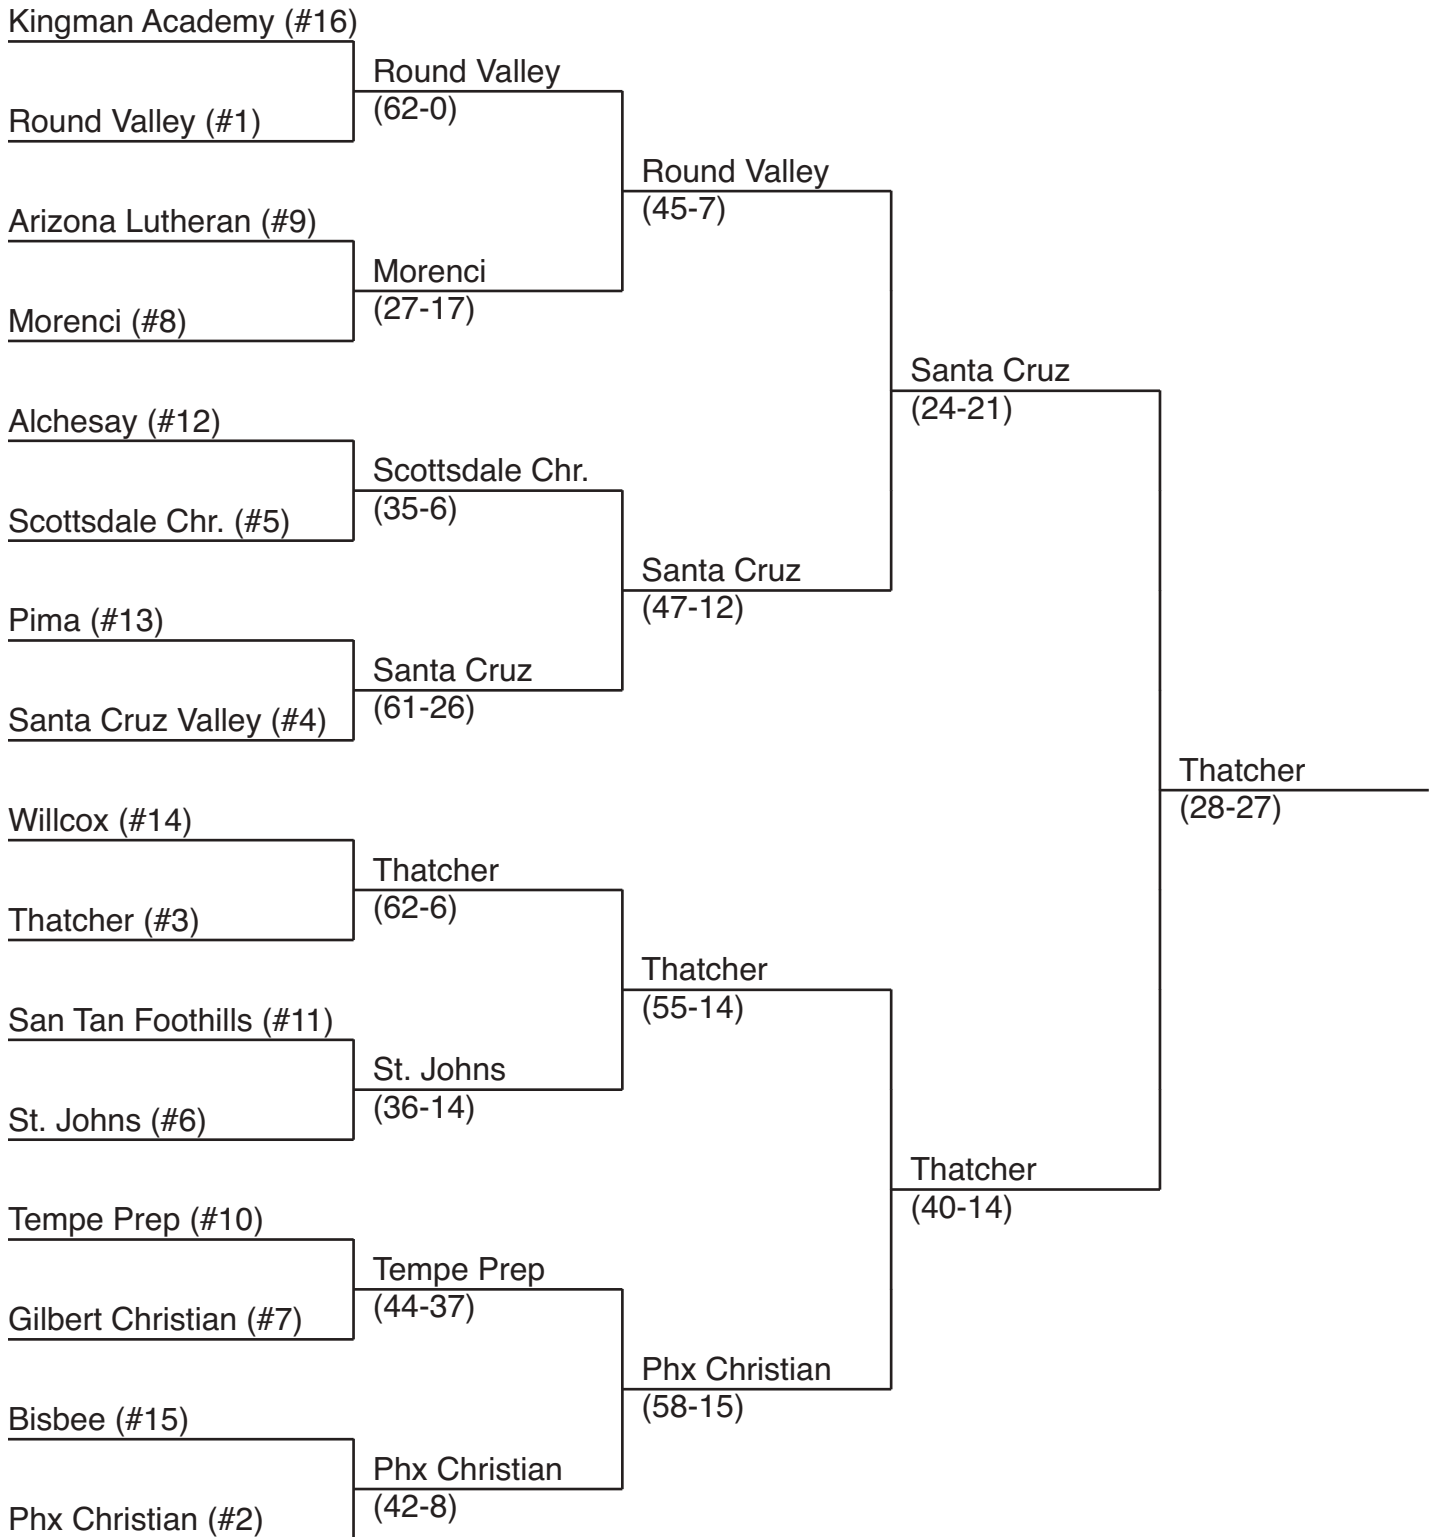 Kingman Academy (#16)
Round Valley (#1)
Arizona Lutheran (#9)
Morenci (#8)
Alchesay (#12)
Scottsdale Chr. (#5)
Pima (#13)
Santa Cruz Valley (#4)
Willcox (#14)
Thatcher (#3)
San Tan Foothills (#11)
St. Johns (#6)
Tempe Prep (#10)
Gilbert Christian (#7)
Bisbee (#15)
Phx Christian (#2)
Round Valley
(62-0)
Morenci
(27-17)
Scottsdale Chr.
(35-6)
Santa Cruz
(61-26)
Thatcher
(62-6)
St. Johns
(36-14)
Tempe Prep
(44-37)
Phx Christian
(42-8)
Round Valley
(45-7)
Santa Cruz
(47-12)
Thatcher
(55-14)
Phx Christian
(58-15)
Santa Cruz
(24-21)
Thatcher
(40-14)
Thatcher
(28-27)